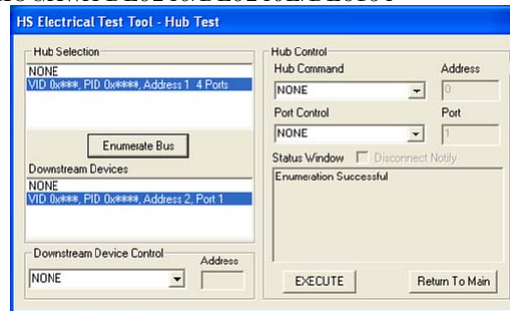 HS Electrical Test Tool - Hub Test
Hub Selection
NONE
VID 0x****, PID 0x****, Address 1 4 Ports
Enumerate Bus
Downstream Devices
NONE
VID 0x***, PID 0x****, Address 2, Port 1
Downstream Device Control
Address
NONE
Hub Control
Hub Command
Address
NONE
0
Port Control
Port
NONE
1
Status Window
Disconnect Notify
Enumeration Successful
EXECUTE
Return To Main